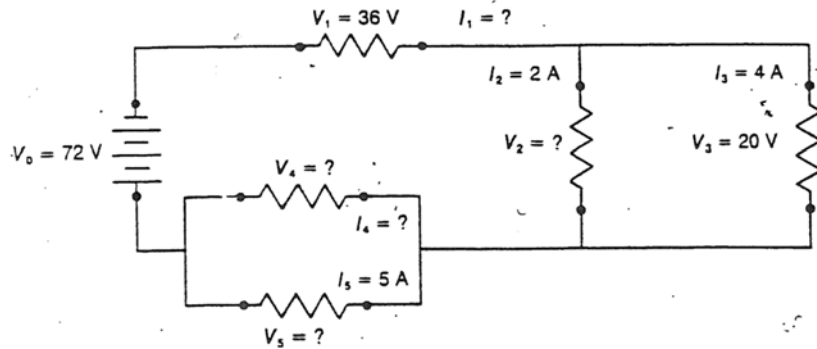 V₁ = 36 V I₁ = ?
I₂ = 2 A I₃ = 4 A
V₀ = 72 V V₂ = ? V₃ = 20 V
V₄ = ?
I₄ = ?
I₅ = 5 A
V₅ = ?